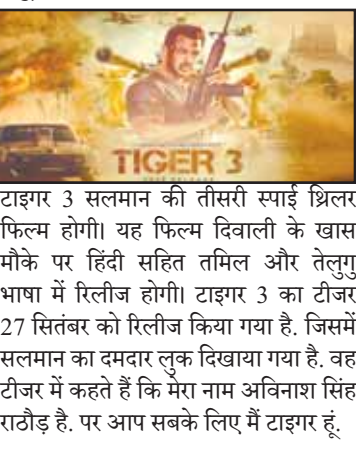 TIGER 3
टाइगर 3 सलमान की तीसरी स्पाई थ्रिलर
फिल्म होगी। यह फिल्म दिवाली के खास
मौके पर हिंदी सहित तमिल और तेलुगु
भाषा में रिलीज होगी। टाइगर 3 का टीजर
27 सितंबर को रिलीज किया गया है. जिसमें
सलमान का दमदार लुक दिखाया गया है. वह
टीजर में कहते हैं कि मेरा नाम अविनाश सिंह
राठौड़ है. पर आप सबके लिए मैं टाइगर हूं.